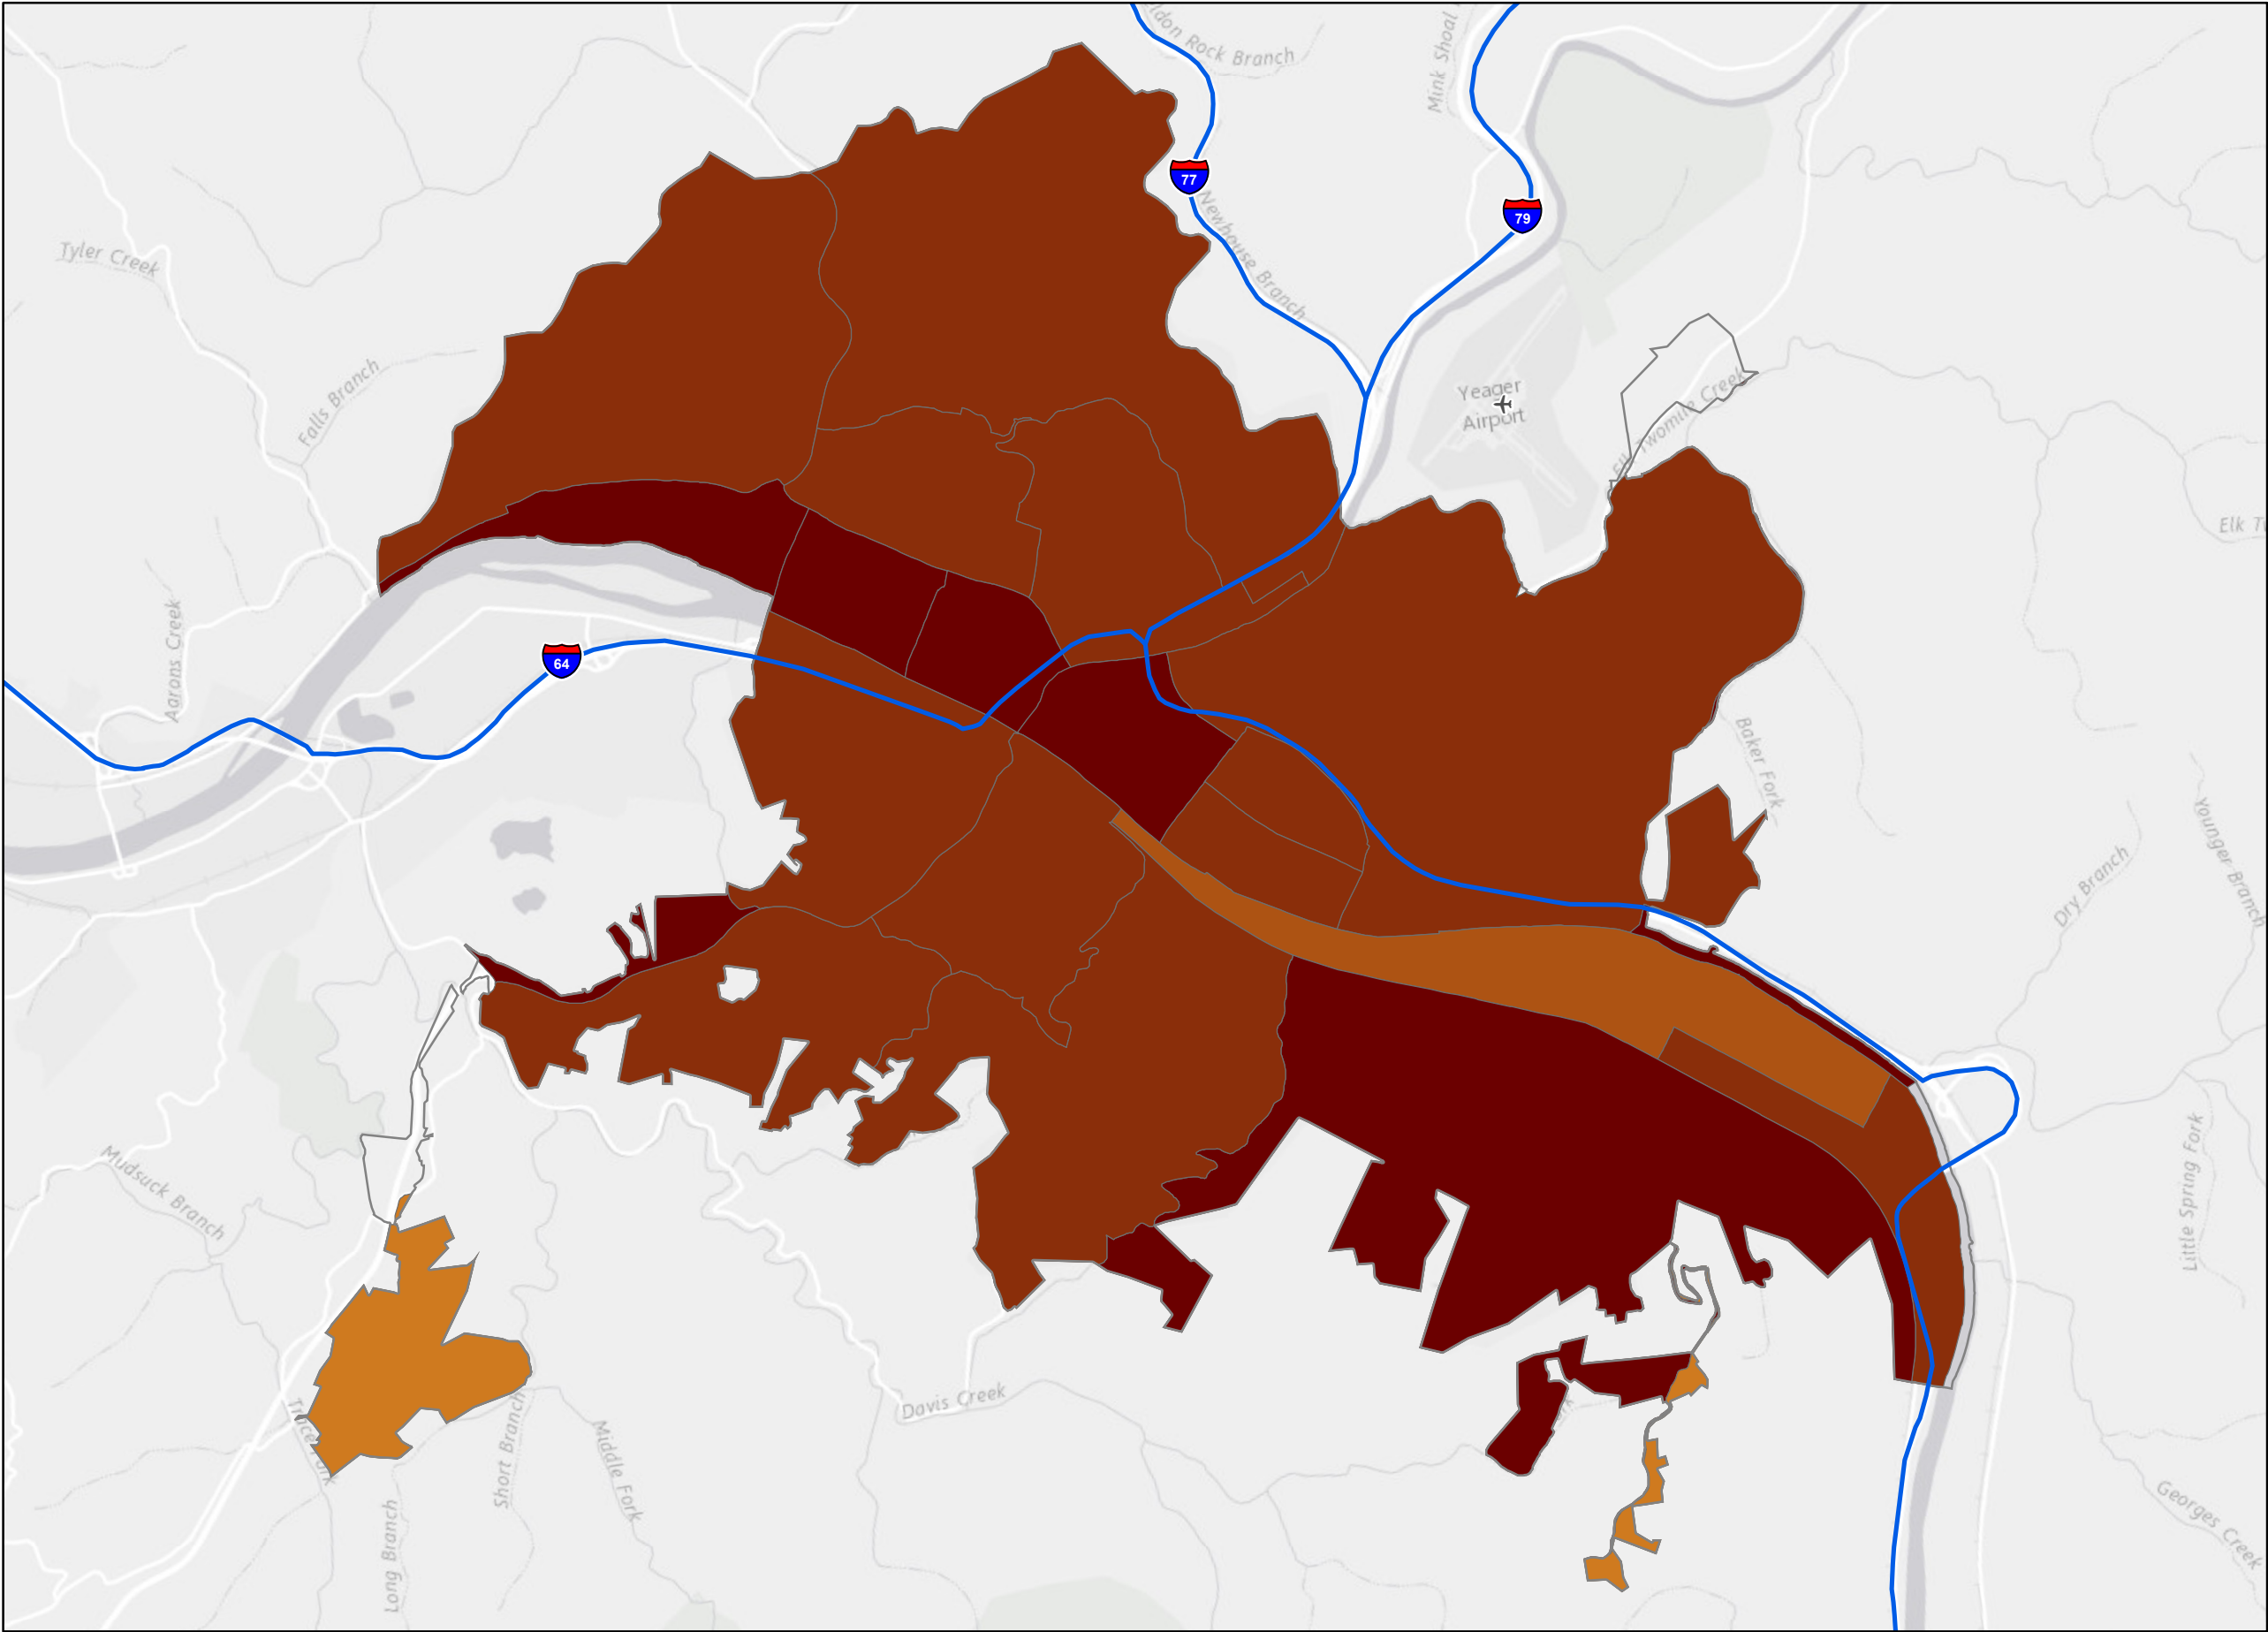 Rock Branch
Mink Shoal
77
79
Newhouse Branch
Tyler Creek
Falls Branch
Yeager
Airport
Elk Twomile Creek
Aarons Creek
64
Baker Fork
Younger Branch
Dry Branch
Mudsuck Branch
Little Spring Fork
Davis Creek
Short Branch
Middle Fork
Long Branch
Georges Creek